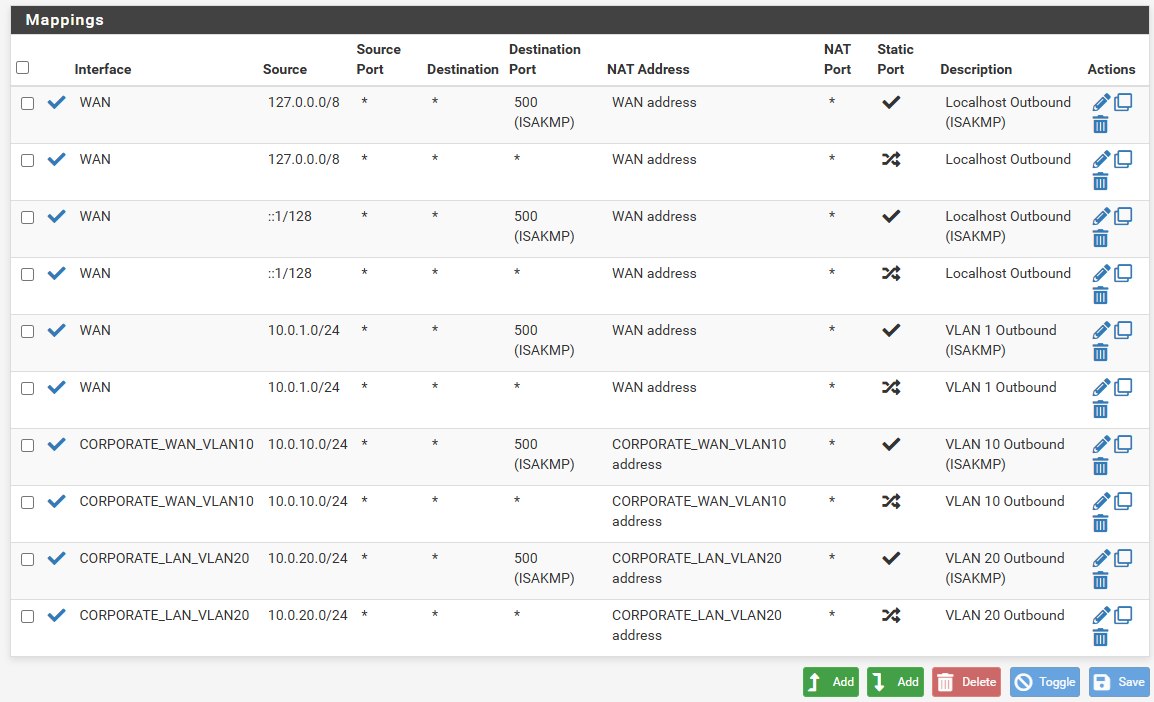 Mappings
Interface Source Source Port Destination Destination Port NAT Address NAT Port Static Port Description Actions
WAN 127.0.0.0/8 * * 500 WAN address * Localhost Outbound
(ISAKMP) (ISAKMP)
WAN 127.0.0.0/8 * * * WAN address * Localhost Outbound
WAN ::1/128 * * 500 WAN address * Localhost Outbound
(ISAKMP) (ISAKMP)
WAN ::1/128 * * * WAN address * Localhost Outbound
WAN 10.0.1.0/24 * * 500 WAN address * VLAN 1 Outbound
(ISAKMP) (ISAKMP)
WAN 10.0.1.0/24 * * * WAN address * VLAN 1 Outbound
CORPORATE_WAN_VLAN10 10.0.10.0/24 * * 500 CORPORATE_WAN_VLAN10 * VLAN 10 Outbound
(ISAKMP) address (ISAKMP)
CORPORATE_WAN_VLAN10 10.0.10.0/24 * * * CORPORATE_WAN_VLAN10 * VLAN 10 Outbound
address
CORPORATE_LAN_VLAN20 10.0.20.0/24 * * 500 CORPORATE_LAN_VLAN20 * VLAN 20 Outbound
(ISAKMP) address (ISAKMP)
CORPORATE_LAN_VLAN20 10.0.20.0/24 * * * CORPORATE_LAN_VLAN20 * VLAN 20 Outbound
address
Add Add Delete Toggle Save